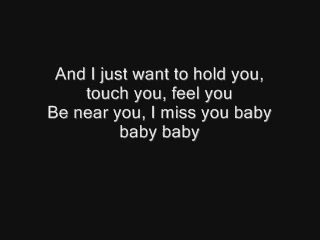 And I just want to hold you,
touch you, feel you
Be near you, I miss you baby
baby baby